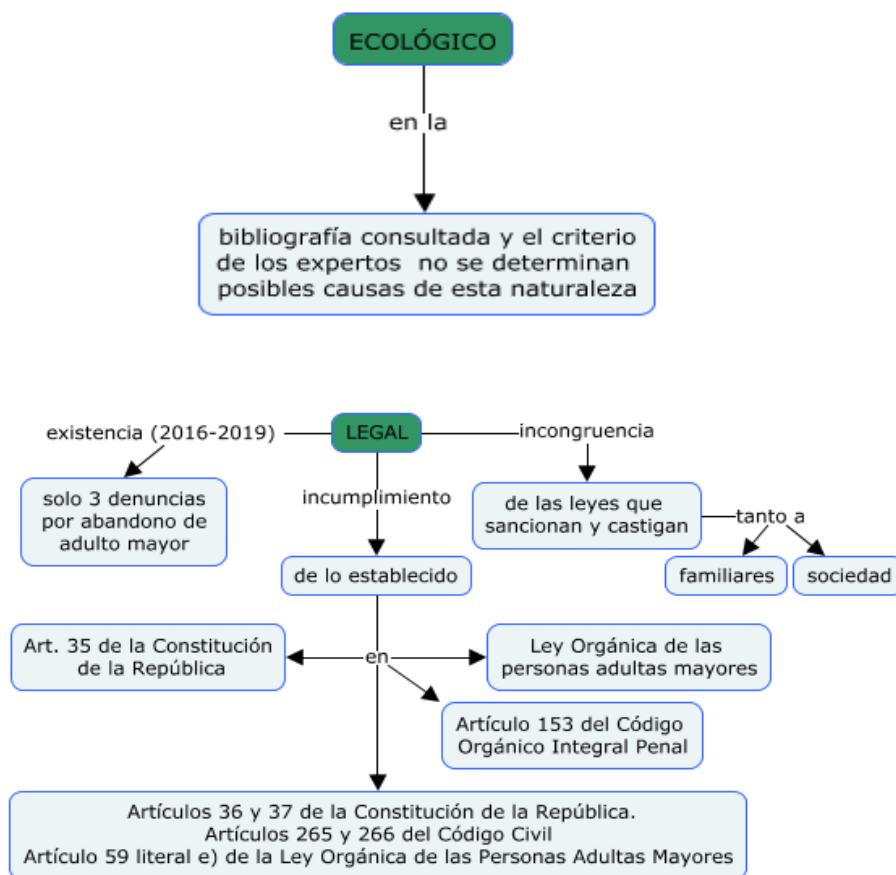 ECOLÓGICO
en la
bibliografía consultada y el criterio
de los expertos no se determinan
posibles causas de esta naturaleza
existencia (2016-2019)
LEGAL
incongruencia
solo 3 denuncias
por abandono de
adulto mayor
incumplimiento
de las leyes que
sancionan y castigan
tanto a
de lo establecido
familiares
sociedad
Art. 35 de la Constitución
de la República
en
Ley Orgánica de las
personas adultas mayores
Artículo 153 del Código
Orgánico Integral Penal
Artículos 36 y 37 de la Constitución de la República.
Artículos 265 y 266 del Código Civil
Artículo 59 literal e) de la Ley Orgánica de las Personas Adultas Mayores